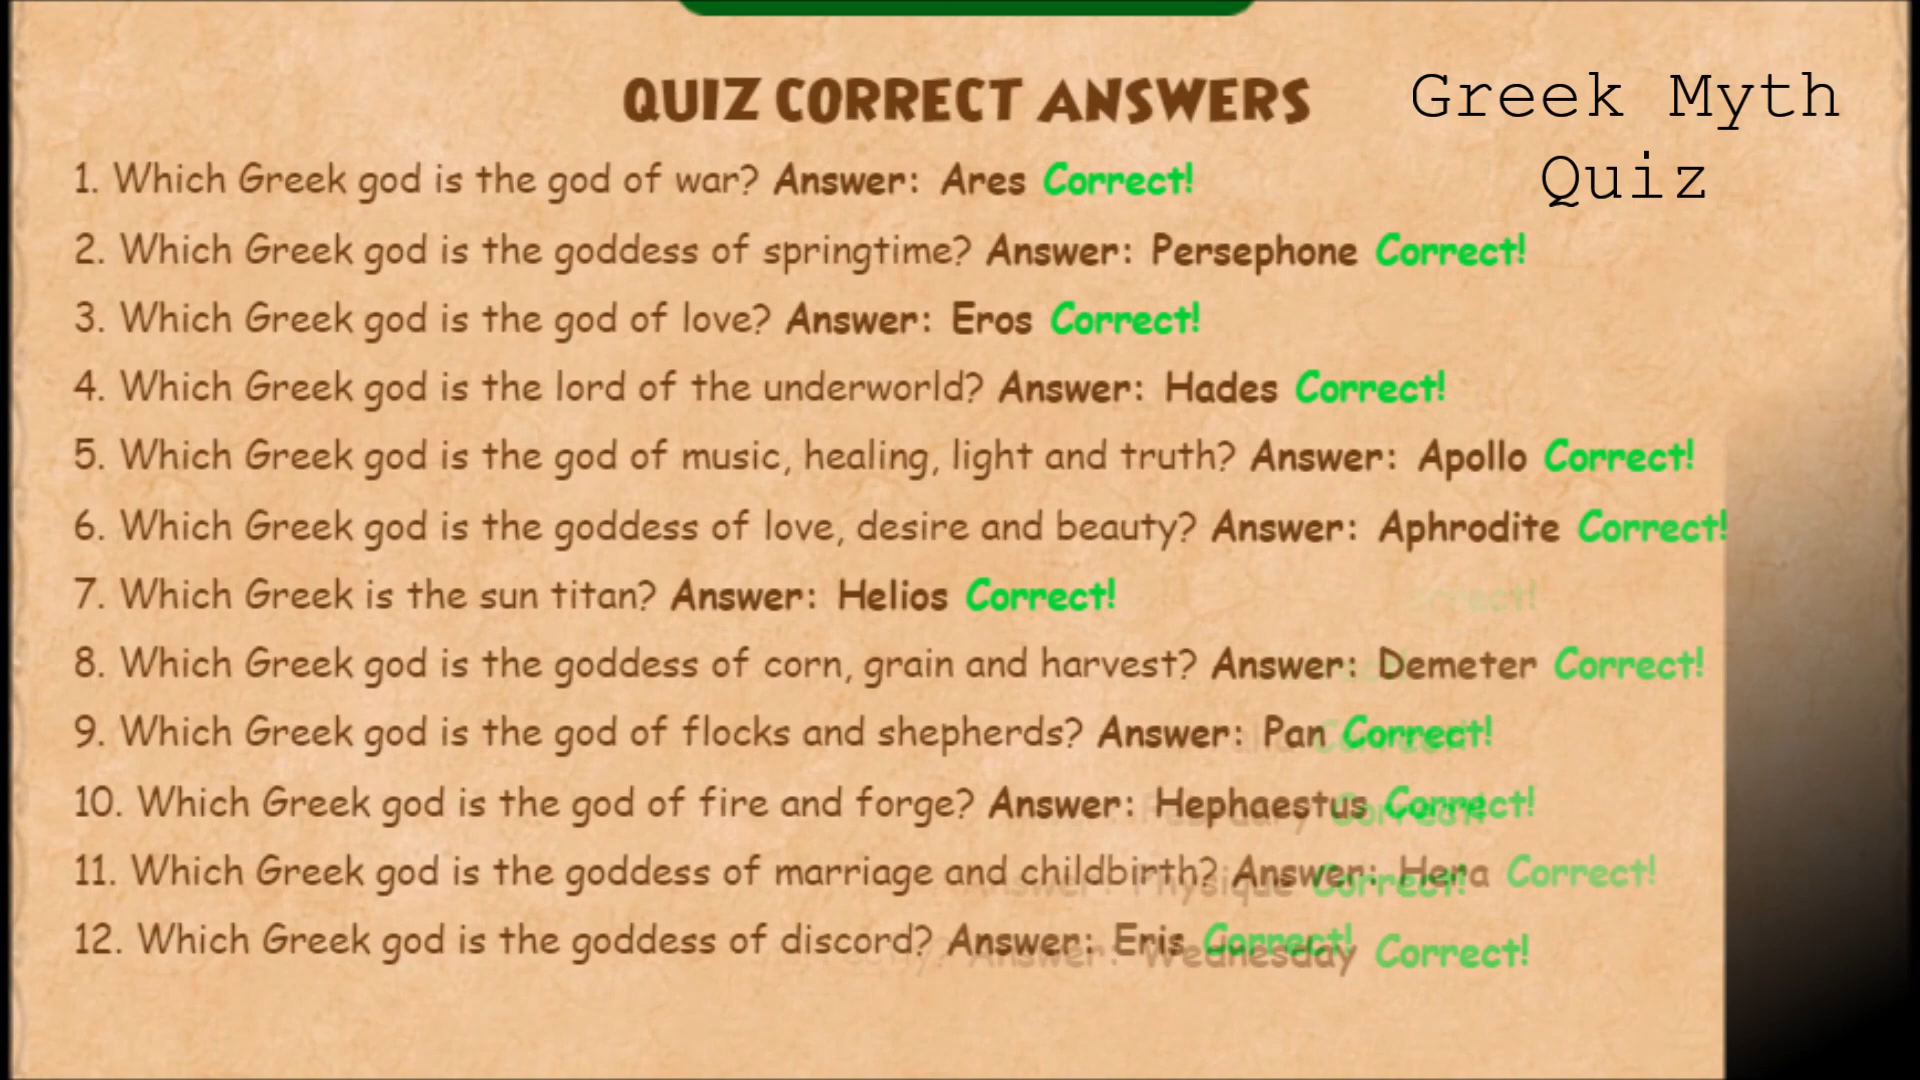 QUIZ CORRECT ANSWERS
Greek Myth
Quiz
1. Which Greek god is the god of war? Answer: Ares Correct!
2. Which Greek god is the goddess of springtime? Answer: Persephone Correct!
3. Which Greek god is the god of love? Answer: Eros Correct!
4. Which Greek god is the lord of the underworld? Answer: Hades Correct!
5. Which Greek god is the god of music, healing, light and truth? Answer: Apollo Correct!
6. Which Greek god is the goddess of love, desire and beauty? Answer: Aphrodite Correct!
7. Which Greek is the sun titan? Answer: Helios Correct!
8. Which Greek god is the goddess of corn, grain and harvest? Answer: Demeter Correct!
9. Which Greek god is the god of flocks and shepherds? Answer: Pan Correct!
10. Which Greek god is the god of fire and forge? Answer: Hephaestus Correct!
11. Which Greek god is the goddess of marriage and childbirth? Answer: Hera Correct!
Answer: Physique Correct!
12. Which Greek god is the goddess of discord? Answer: Eris Correct!
Answer: Wednesday Correct!